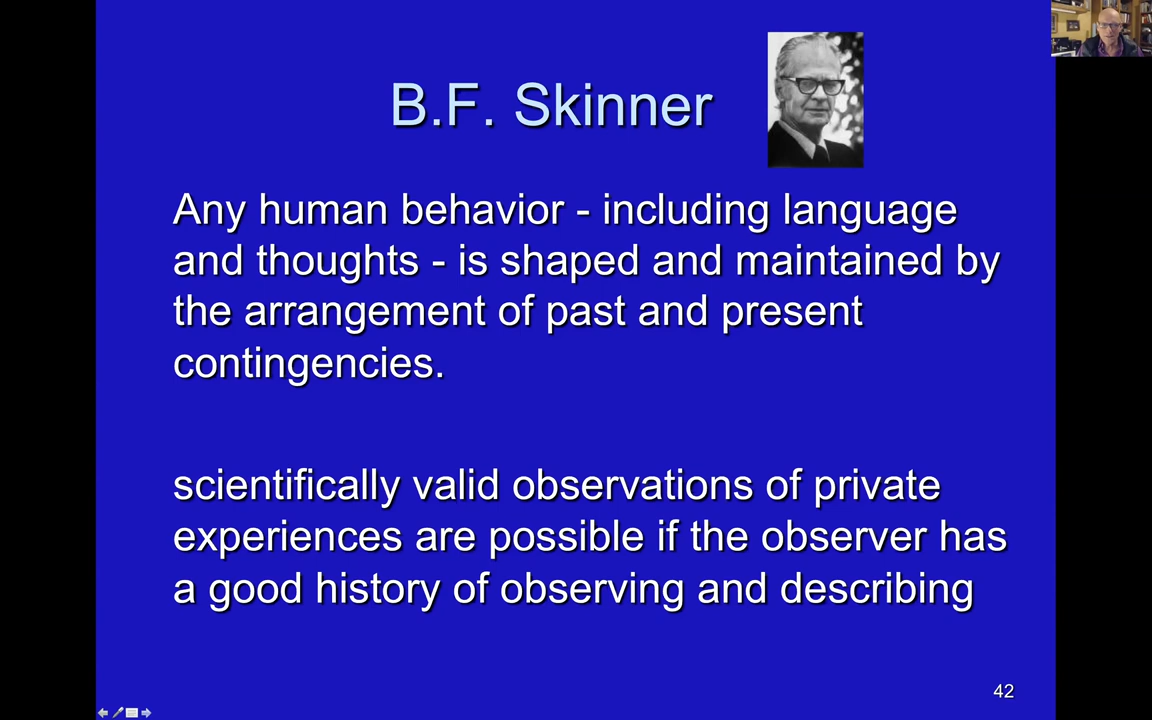 B.F. Skinner
Any human behavior - including language
and thoughts - is shaped and maintained by
the arrangement of past and present
contingencies.
scientifically valid observations of private
experiences are possible if the observer has
a good history of observing and describing
42